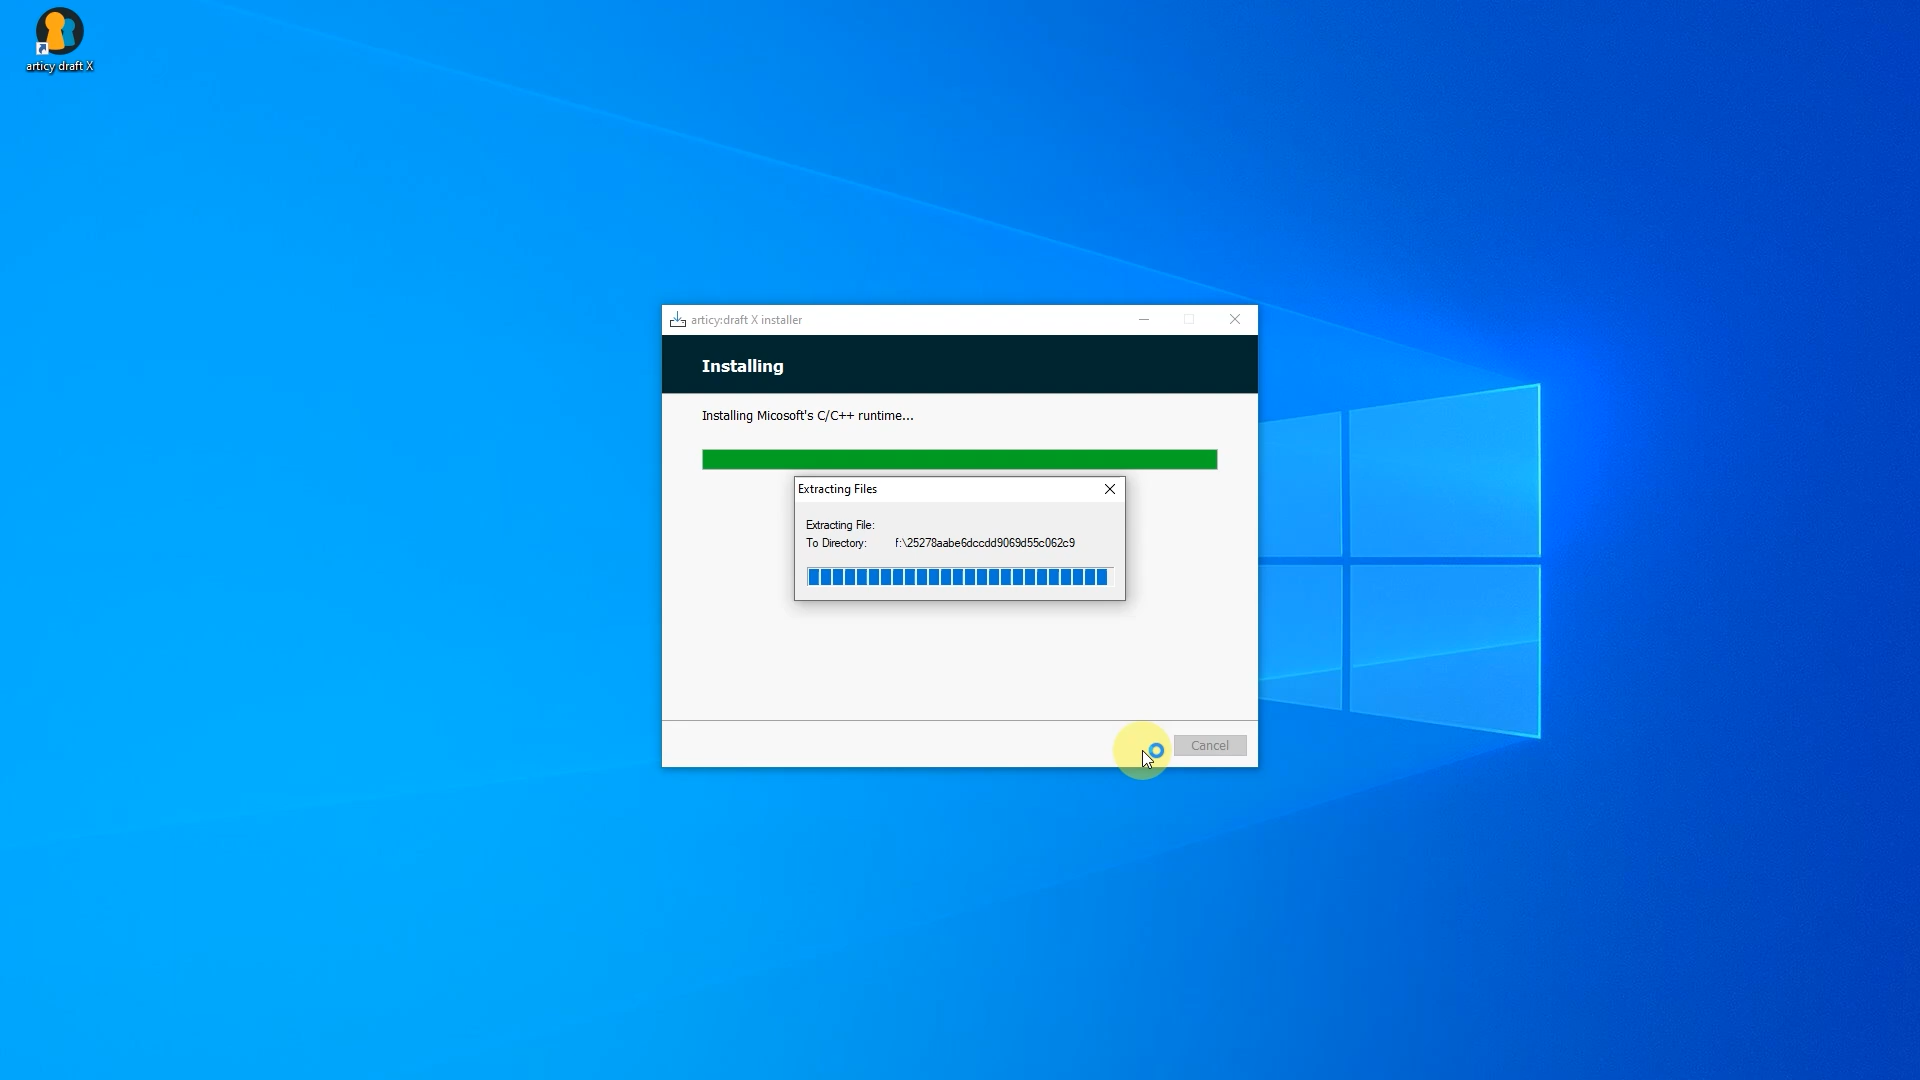 articy draft X
articy:draft X installer
Installing
Installing Micosoft's C/C++ runtime...
Extracting Files
Extracting File:
To Directory: f:\25278aabe6dccdd9069d55c062c9
Cancel